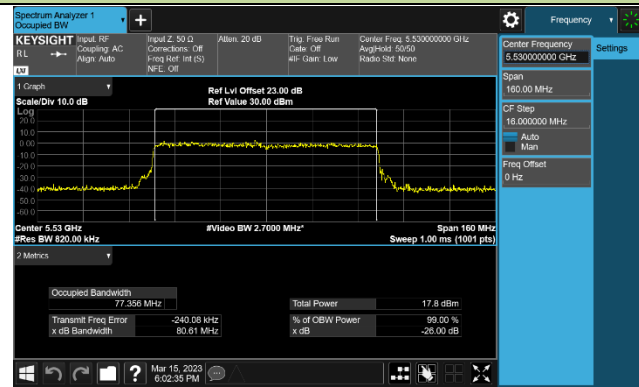 Spectrum Analyzer 1
Occupied BW
Frequency
KEYSIGHT
RL
Input: RF
Coupling: AC
Align: Auto
Input Z: 50 Ω
Corrections: Off
Freq Ref: Int (S)
NFE: Off
Atten: 20 dB
Trig: Free Run
Gate: Off
#IF Gain: Low
Center Freq: 5.530000000 GHz
Avg|Hold: 50/50
Radio Std: None
LXI
Center Frequency
5.530000000 GHz
Settings
Span
160.00 MHz
CF Step
16.000000 MHz
Auto
Man
Freq Offset
0 Hz
1 Graph
Scale/Div 10.0 dB
Ref Lvl Offset 23.00 dB
Ref Value 30.00 dBm
Log
20.0
10.0
0.00
-10.0
-20.0
-30.0
-40.0
-50.0
-60.0
Center 5.53 GHz
#Res BW 820.00 kHz
#Video BW 2.7000 MHz*
Span 160 MHz
Sweep 1.00 ms (1001 pts)
2 Metrics
Occupied Bandwidth
77.356 MHz
Total Power
17.8 dBm
Transmit Freq Error
-240.08 kHz
% of OBW Power
99.00 %
x dB Bandwidth
80.61 MHz
x dB
-26.00 dB
?
Mar 15, 2023
6:02:35 PM